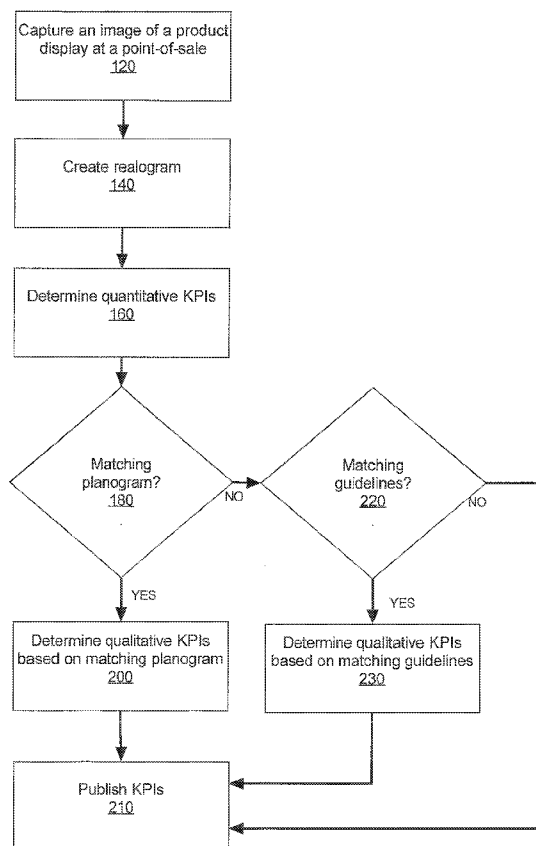 Capture an image of a product
display at a point-of-sale
120
Create realogram
140
Determine quantitative KPIs
160
Matching
planogram?
180
NO
Matching
guidelines?
220
NO
YES
YES
Determine qualitative KPIs
based on matching planogram
200
Determine qualitative KPIs
based on matching guidelines
230
Publish KPIs
210